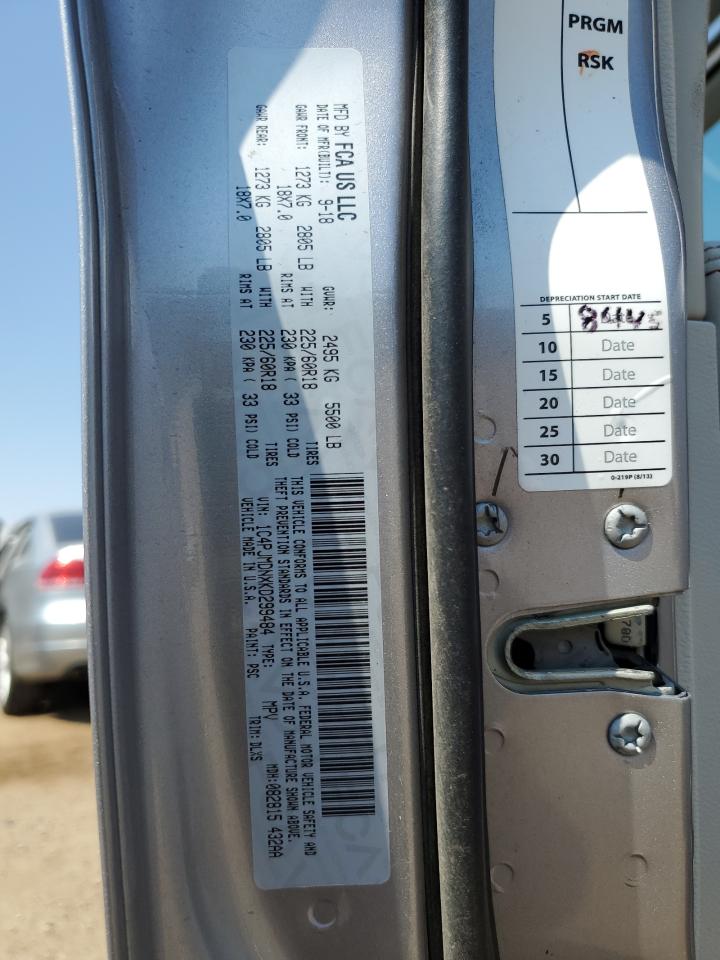 MFD BY FCA US LLC
DATE OF MFR(BUILT): 9-18 GVWR: 2495 KG 5500 LB
GAWR FRONT: 1273 KG 2805 LB WITH 225/60R18 TIRES
18X7.0 RIMS AT 230 KPA ( 33 PSI) COLD
GAWR REAR: 1273 KG 2805 LB WITH 225/60R18 TIRES
18X7.0 RIMS AT 230 KPA ( 33 PSI) COLD
THIS VEHICLE CONFORMS TO ALL APPLICABLE U.S.A. FEDERAL MOTOR VEHICLE SAFETY AND
THEFT PREVENTION STANDARDS IN EFFECT ON THE DATE OF MANUFACTURE SHOWN ABOVE.
VIN: 1C4PJMDNXKD299484 TYPE: MPV MDH: 082815 432AA
VEHICLE MADE IN U.S.A. PAINT: PSC TRIM: DLXS
PRGM
RSK
DEPRECIATION START DATE
5
10 Date
15 Date
20 Date
25 Date
30 Date
0-219P (8/13)
780